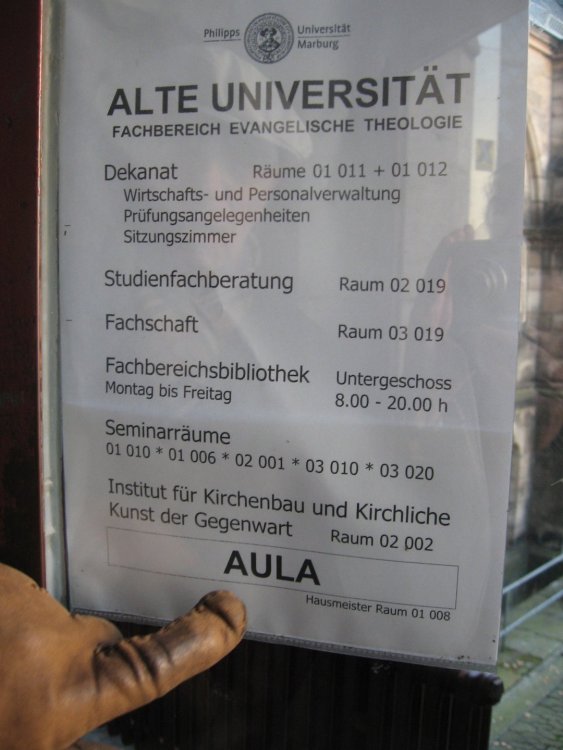 Philipps Universität
Marburg
ALTE UNIVERSITÄT
FACHBEREICH EVANGELISCHE THEOLOGIE
Dekanat Räume 01 011 + 01 012
Wirtschafts- und Personalverwaltung
Prüfungsangelegenheiten
Sitzungszimmer
Studienfachberatung Raum 02 019
Fachschaft Raum 03 019
Fachbereichsbibliothek Untergeschoss
Montag bis Freitag 8.00 - 20.00 h
Seminarräume
01 010 * 01 006 * 02 001 * 03 010 * 03 020
Institut für Kirchenbau und Kirchliche
Kunst der Gegenwart Raum 02 002
AULA
Hausmeister Raum 01 008